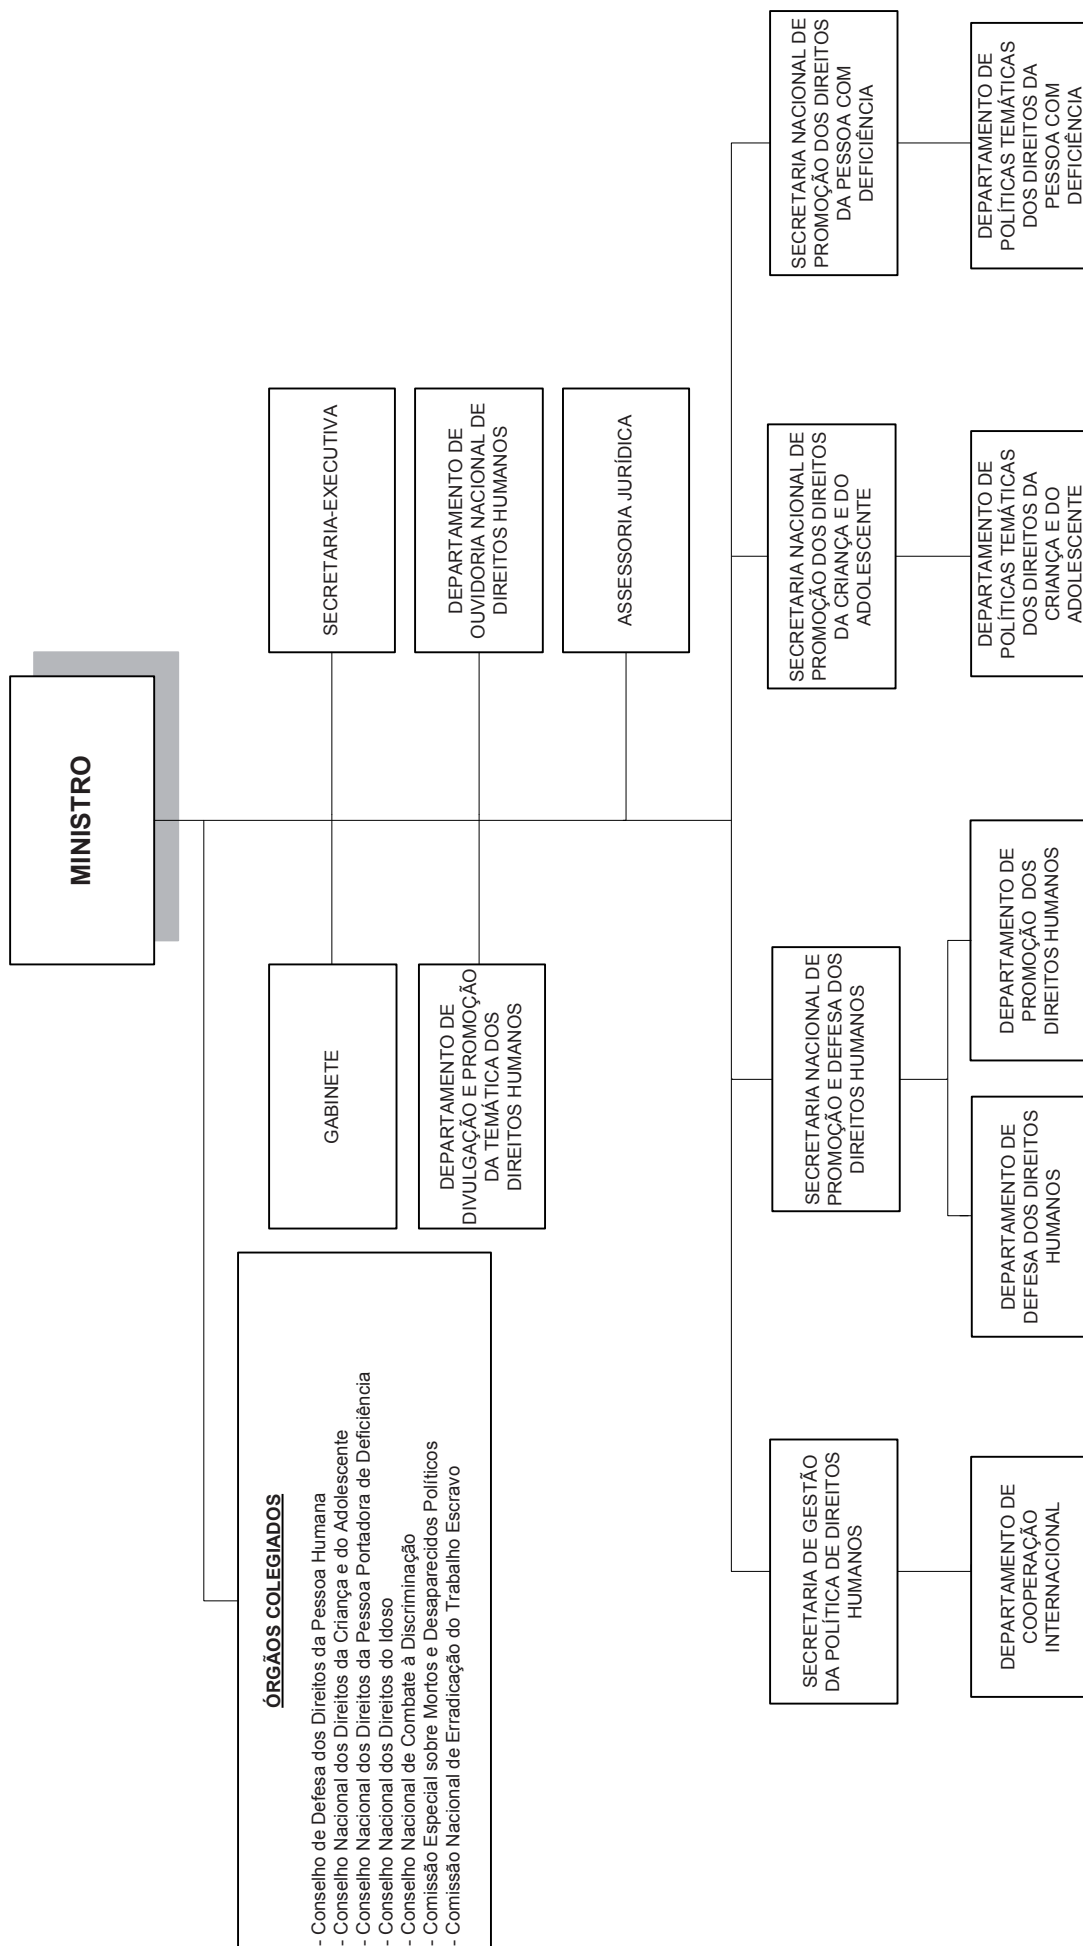 MINISTRO
ÓRGÃOS COLEGIADOS
- Conselho de Defesa dos Direitos da Pessoa Humana
- Conselho Nacional dos Direitos da Criança e do Adolescente
- Conselho Nacional dos Direitos da Pessoa Portadora de Deficiência
- Conselho Nacional dos Direitos do Idoso
- Conselho Nacional de Combate à Discriminação
- Comissão Especial sobre Mortos e Desaparecidos Políticos
- Comissão Nacional de Erradicação do Trabalho Escravo
GABINETE
SECRETARIA-EXECUTIVA
DEPARTAMENTO DE
DIVULGAÇÃO E PROMOÇÃO
DA TEMÁTICA DOS
DIREITOS HUMANOS
DEPARTAMENTO DE
OUVIDORIA NACIONAL DE
DIREITOS HUMANOS
ASSESSORIA JURÍDICA
SECRETARIA DE GESTÃO
DA POLÍTICA DE DIREITOS
HUMANOS
SECRETARIA NACIONAL DE
PROMOÇÃO E DEFESA DOS
DIREITOS HUMANOS
SECRETARIA NACIONAL DE
PROMOÇÃO DOS DIREITOS
DA CRIANÇA E DO
ADOLESCENTE
SECRETARIA NACIONAL DE
PROMOÇÃO DOS DIREITOS
DA PESSOA COM
DEFICIÊNCIA
DEPARTAMENTO DE
COOPERAÇÃO
INTERNACIONAL
DEPARTAMENTO DE
DEFESA DOS DIREITOS
HUMANOS
DEPARTAMENTO DE
PROMOÇÃO DOS
DIREITOS HUMANOS
DEPARTAMENTO DE
POLÍTICAS TEMÁTICAS
DOS DIREITOS DA
CRIANÇA E DO
ADOLESCENTE
DEPARTAMENTO DE
POLÍTICAS TEMÁTICAS
DOS DIREITOS DA
PESSOA COM
DEFICIÊNCIA